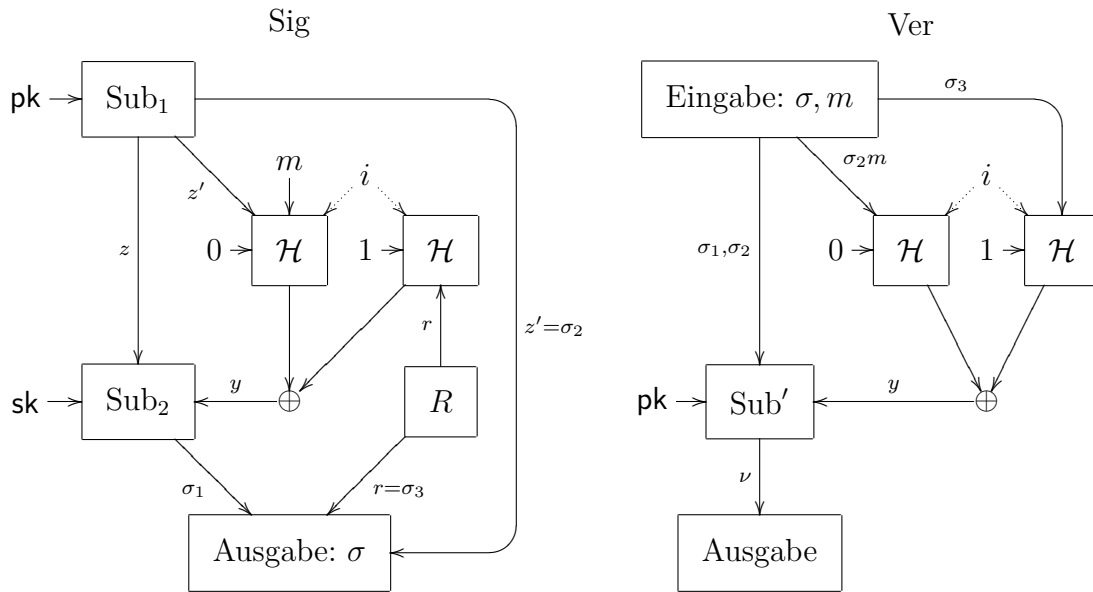 Sig
Ver
pk
Sub₁
Eingabe: σ, m
σ₃
z′
m
i
σ₂m
i
z
0
ℋ
1
ℋ
σ₁,σ₂
0
ℋ
1
ℋ
r
z′=σ₂
sk
Sub₂
y
⊕
R
pk
Sub′
y
⊕
σ₁
r=σ₃
ν
Ausgabe: σ
Ausgabe